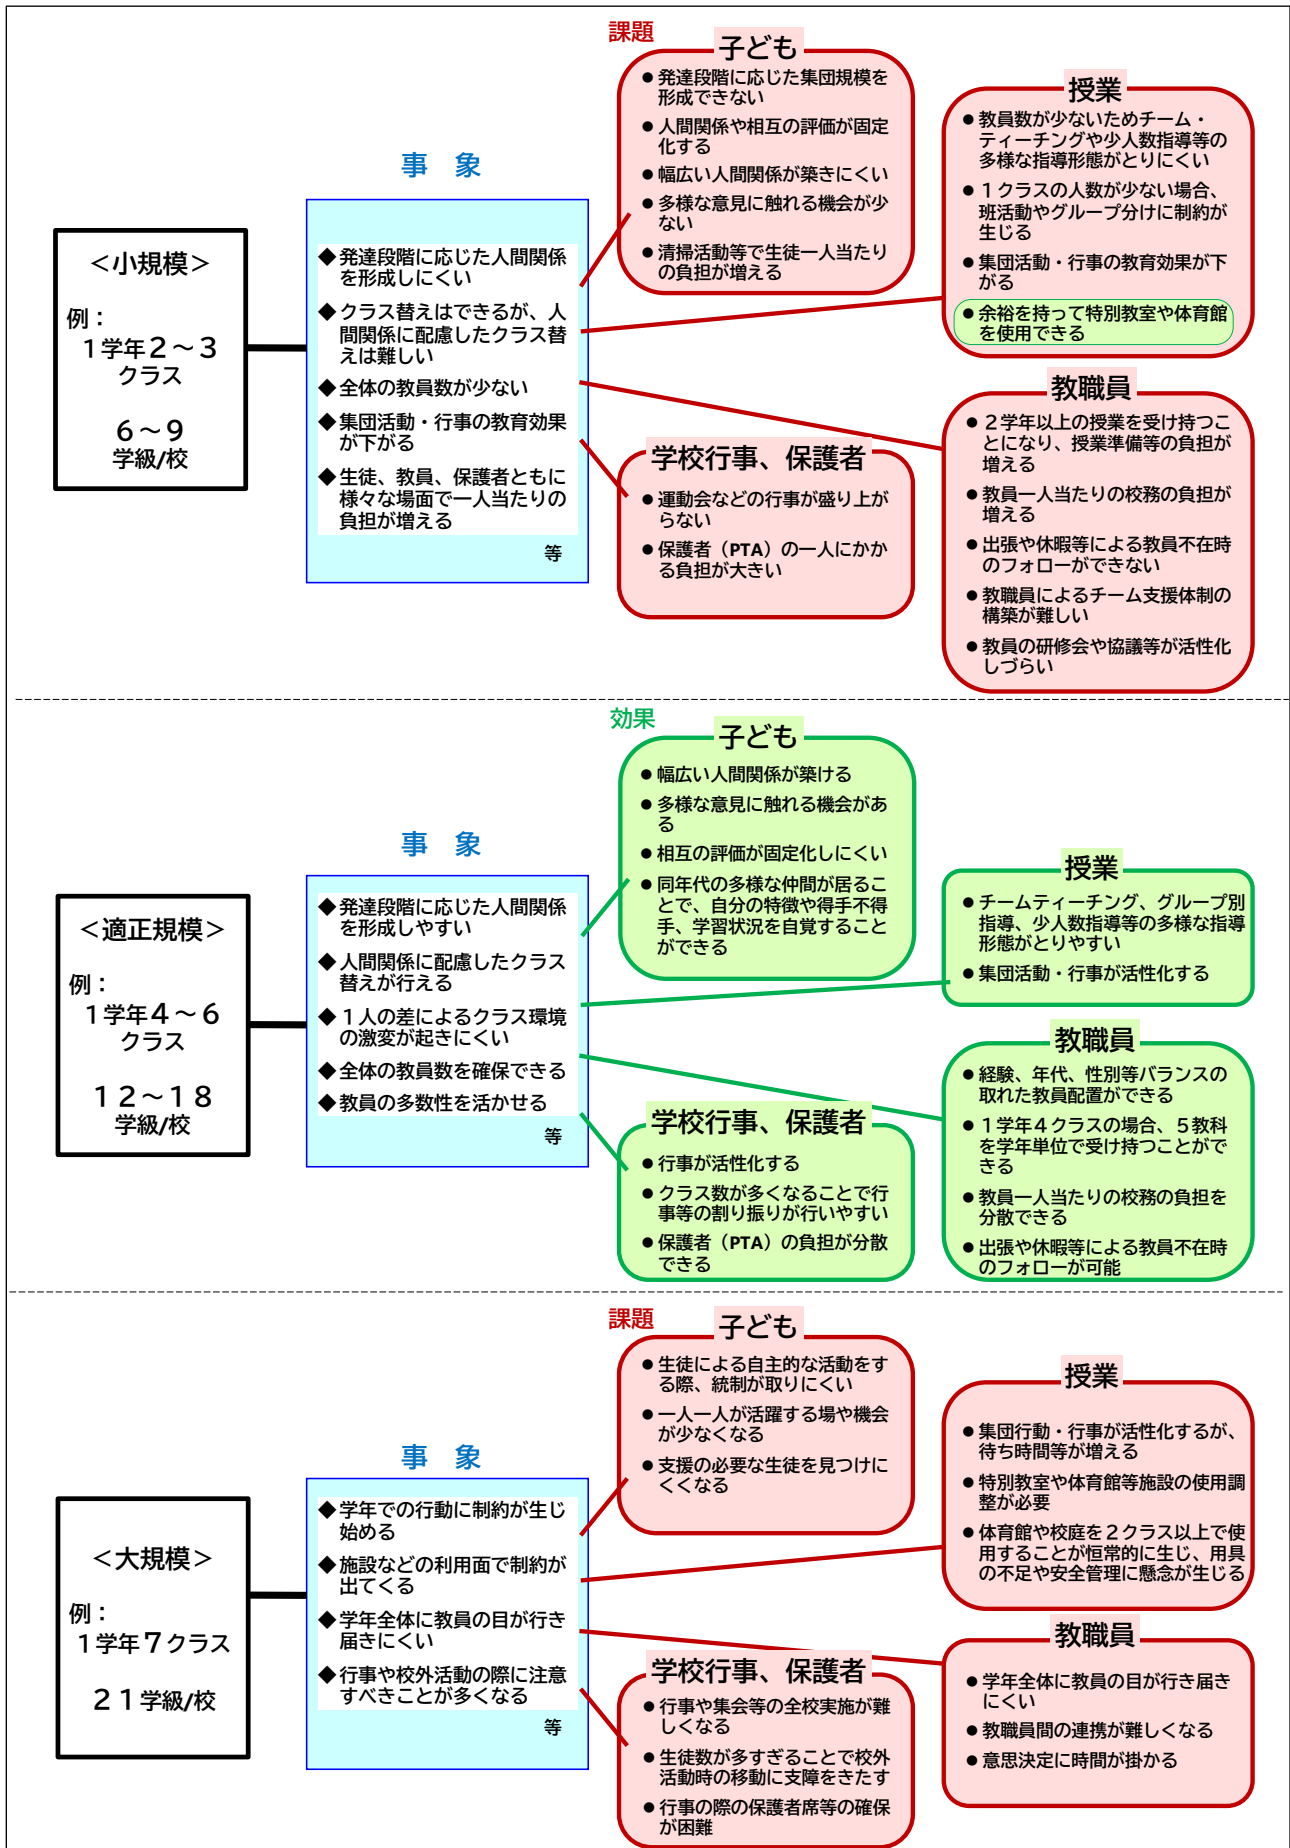 ＜小規模＞
例：
１学年２～３
クラス
６～９
学級/校
事　象
◆発達段階に応じた人間関係
を形成しにくい
◆クラス替えはできるが、人
間関係に配慮したクラス替
えは難しい
◆全体の教員数が少ない
◆集団活動・行事の教育効果
が下がる
◆生徒、教員、保護者ともに
様々な場面で一人当たりの
負担が増える
等
課題
子ども
●発達段階に応じた集団規模を
形成できない
●人間関係や相互の評価が固定
化する
●幅広い人間関係が築きにくい
●多様な意見に触れる機会が少
ない
●清掃活動等で生徒一人当たり
の負担が増える
授業
●教員数が少ないためチーム・
ティーチングや少人数指導等の
多様な指導形態がとりにくい
●１クラスの人数が少ない場合、
班活動やグループ分けに制約が
生じる
●集団活動・行事の教育効果が下
がる
●余裕を持って特別教室や体育館
を使用できる
学校行事、保護者
●運動会などの行事が盛り上が
らない
●保護者（PTA）の一人にかか
る負担が大きい
教職員
●２学年以上の授業を受け持つこ
とになり、授業準備等の負担が
増える
●教員一人当たりの校務の負担が
増える
●出張や休暇等による教員不在時
のフォローができない
●教職員によるチーム支援体制の
構築が難しい
●教員の研修会や協議等が活性化
しづらい
＜適正規模＞
例：
１学年４～６
クラス
１２～１８
学級/校
事　象
◆発達段階に応じた人間関係
を形成しやすい
◆人間関係に配慮したクラス
替えが行える
◆１人の差によるクラス環境
の激変が起きにくい
◆全体の教員数を確保できる
◆教員の多数性を活かせる
等
効果
子ども
●幅広い人間関係が築ける
●多様な意見に触れる機会があ
る
●相互の評価が固定化しにくい
●同年代の多様な仲間が居るこ
とで、自分の特徴や得手不得
手、学習状況を自覚すること
ができる
授業
●チームティーチング、グループ別
指導、少人数指導等の多様な指導
形態がとりやすい
●集団活動・行事が活性化する
学校行事、保護者
●行事が活性化する
●クラス数が多くなることで行
事等の割り振りが行いやすい
●保護者（PTA）の負担が分散
できる
教職員
●経験、年代、性別等バランスの
取れた教員配置ができる
●１学年４クラスの場合、５教科
を学年単位で受け持つことがで
きる
●教員一人当たりの校務の負担を
分散できる
●出張や休暇等による教員不在時
のフォローが可能
＜大規模＞
例：
１学年７クラス
２１学級/校
事　象
◆学年での行動に制約が生じ
始める
◆施設などの利用面で制約が
出てくる
◆学年全体に教員の目が行き
届きにくい
◆行事や校外活動の際に注意
すべきことが多くなる
等
課題
子ども
●生徒による自主的な活動をす
る際、統制が取りにくい
●一人一人が活躍する場や機会
が少なくなる
●支援の必要な生徒を見つけに
くくなる
授業
●集団行動・行事が活性化するが、
待ち時間等が増える
●特別教室や体育館等施設の使用調
整が必要
●体育館や校庭を２クラス以上で使
用することが恒常的に生じ、用具
の不足や安全管理に懸念が生じる
学校行事、保護者
●行事や集会等の全校実施が難
しくなる
●生徒数が多すぎることで校外
活動時の移動に支障をきたす
●行事の際の保護者席等の確保
が困難
教職員
●学年全体に教員の目が行き届き
にくい
●教職員間の連携が難しくなる
●意思決定に時間が掛かる